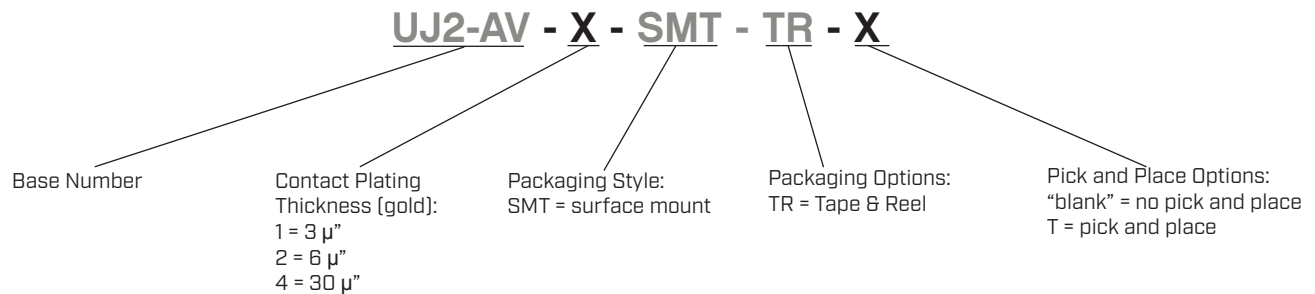 UJ2-AV - X - SMT - TR - X
Base Number
Contact Plating
Thickness (gold):
1 = 3 µ”
2 = 6 µ”
4 = 30 µ”
Packaging Style:
SMT = surface mount
Packaging Options:
TR = Tape & Reel
Pick and Place Options:
“blank” = no pick and place
T = pick and place